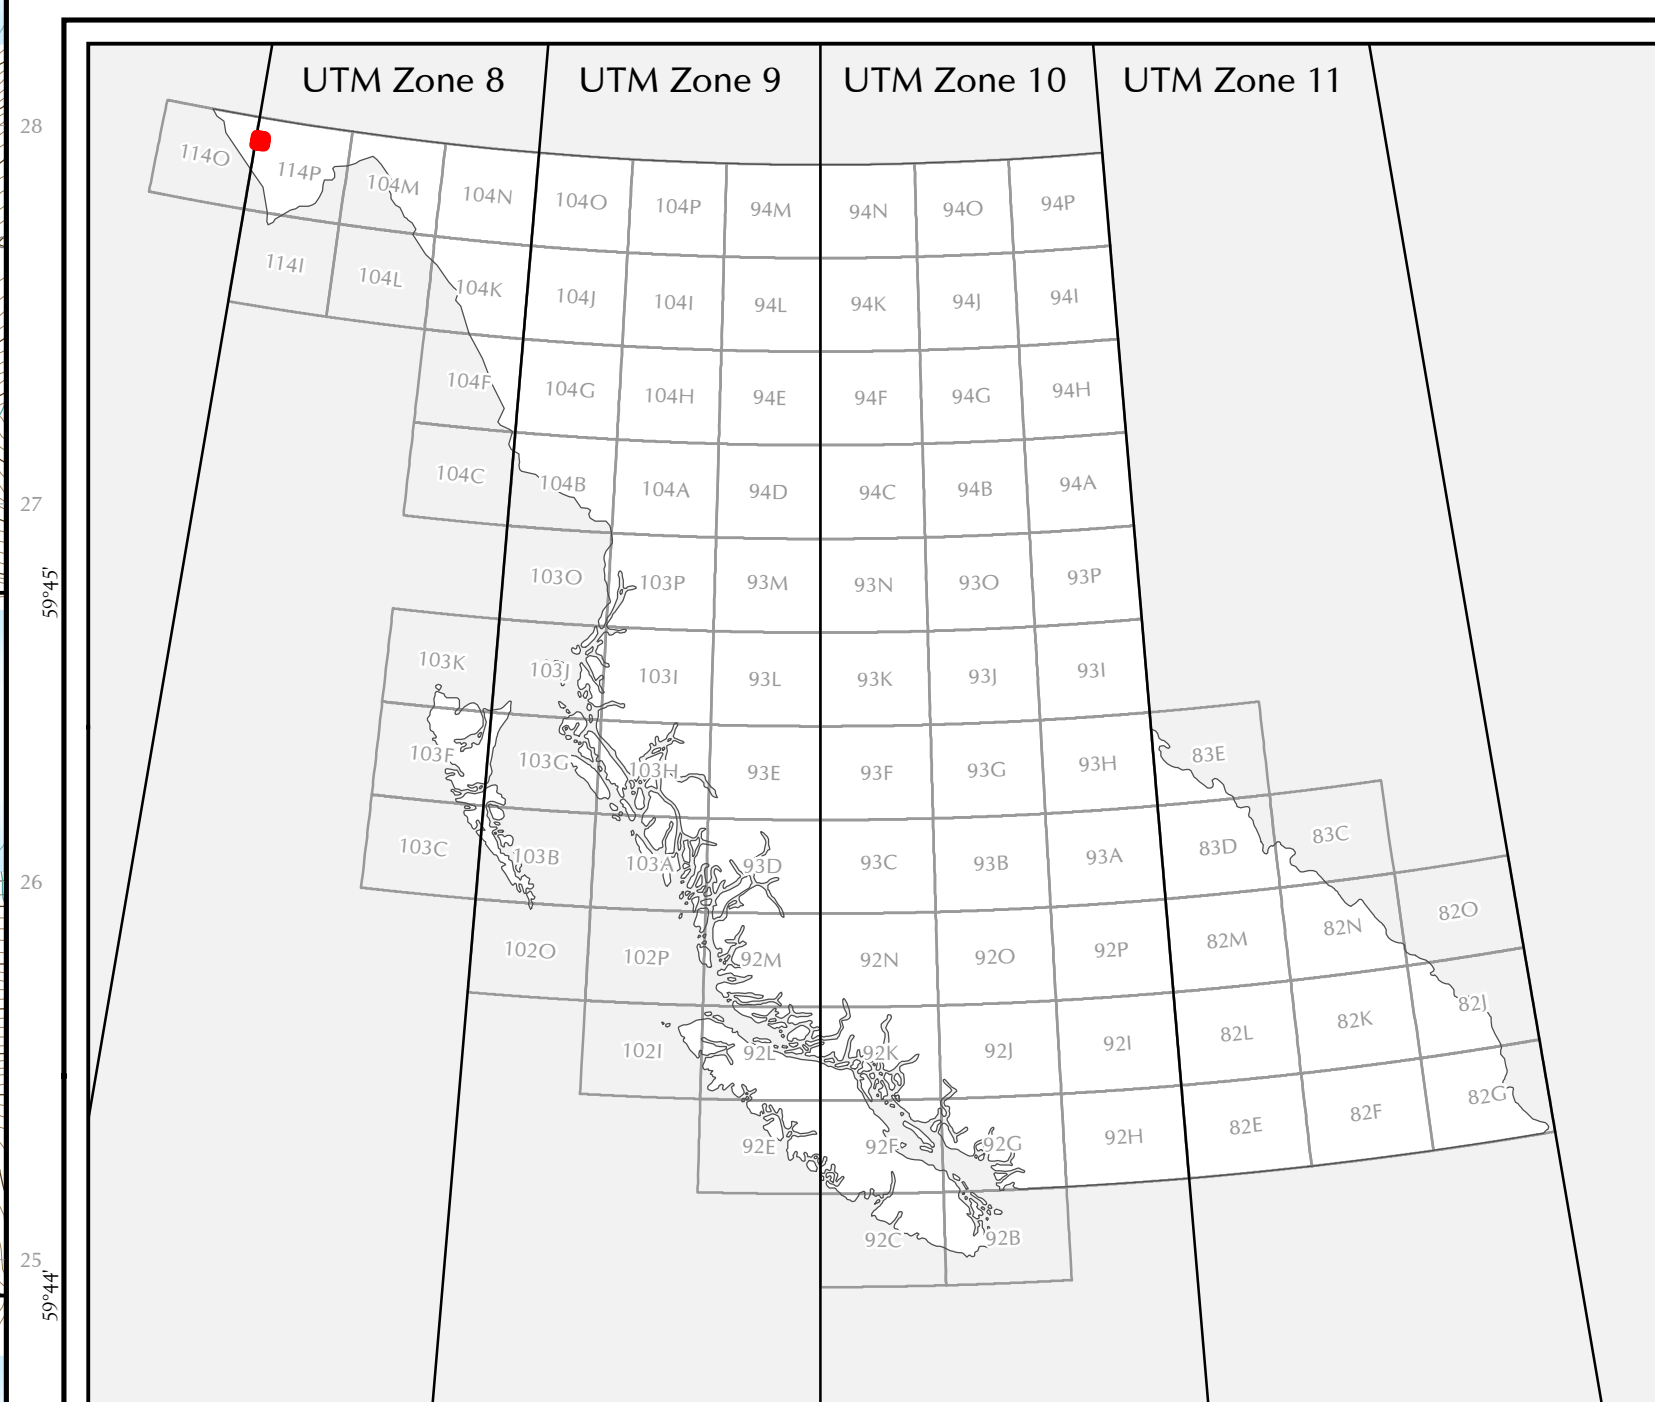 UTM Zone 8 UTM Zone 9 UTM Zone 10 UTM Zone 11
28
114O 114P 104M 104N 104O 104P 94M 94N 94O 94P
114I 104L 104K 104J 104I 94L 94K 94J 94I
104F 104G 104H 94E 94F 94G 94H
27
104C 104B 104A 94D 94C 94B 94A
59°45'
103O 103P 93M 93N 93O 93P
103K 103J 103I 93L 93K 93J 93I
103F 103G 103H 93E 93F 93G 93H 83E
103C 103B 103A 93D 93C 93B 93A 83D 83C
26
102O 102P 92M 92N 92O 92P 82M 82N 82O
102I 92L 92K 92J 92I 82L 82K 82J
92E 92F 92G 92H 82E 82F 82G
25
92C 92B
59°44'